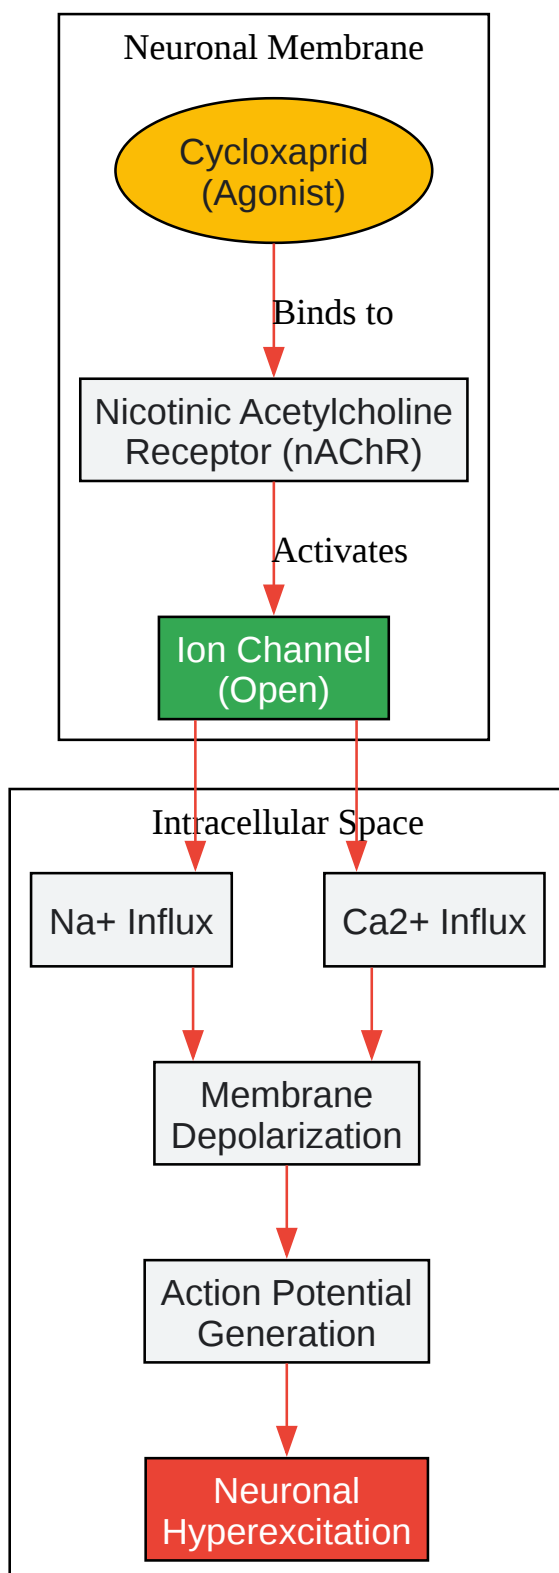 Neuronal Membrane
Cycloxaprid
(Agonist)
Binds to
Nicotinic Acetylcholine
Receptor (nAChR)
Activates
Ion Channel
(Open)
Intracellular Space
Na+ Influx
Ca2+ Influx
Membrane
Depolarization
Action Potential
Generation
Neuronal
Hyperexcitation